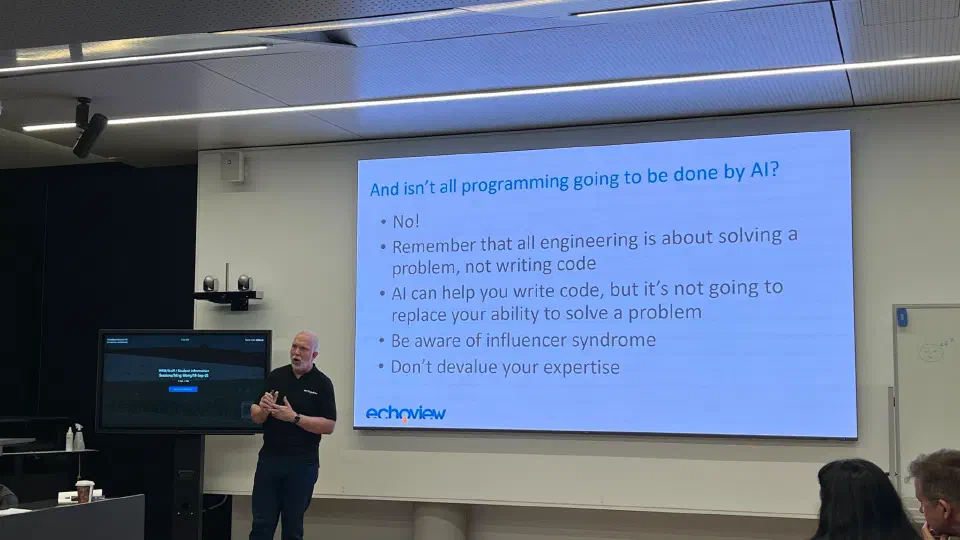 And isn't all programming going to be done by AI?
• No!
• Remember that all engineering is about solving a
problem, not writing code
• AI can help you write code, but it's not going to
replace your ability to solve a problem
• Be aware of influencer syndrome
• Don't devalue your expertise
echoview